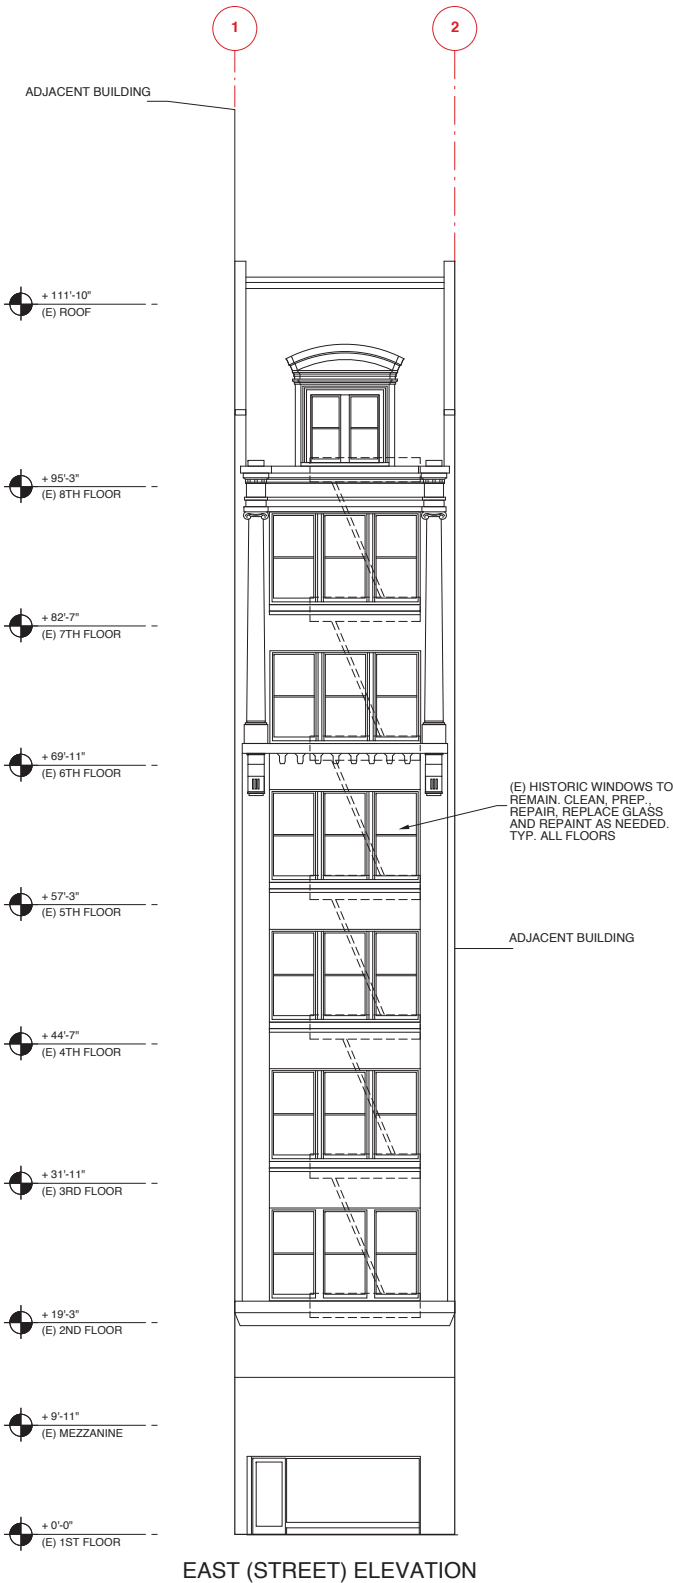 1
2
ADJACENT BUILDING
+ 111'-10"
(E) ROOF
+ 95'-3"
(E) 8TH FLOOR
+ 82'-7"
(E) 7TH FLOOR
+ 69'-11"
(E) 6TH FLOOR
(E) HISTORIC WINDOWS TO
REMAIN. CLEAN, PREP.,
REPAIR, REPLACE GLASS
AND REPAINT AS NEEDED.
TYP. ALL FLOORS
+ 57'-3"
(E) 5TH FLOOR
ADJACENT BUILDING
+ 44'-7"
(E) 4TH FLOOR
+ 31'-11"
(E) 3RD FLOOR
+ 19'-3"
(E) 2ND FLOOR
+ 9'-11"
(E) MEZZANINE
+ 0'-0"
(E) 1ST FLOOR
EAST (STREET) ELEVATION